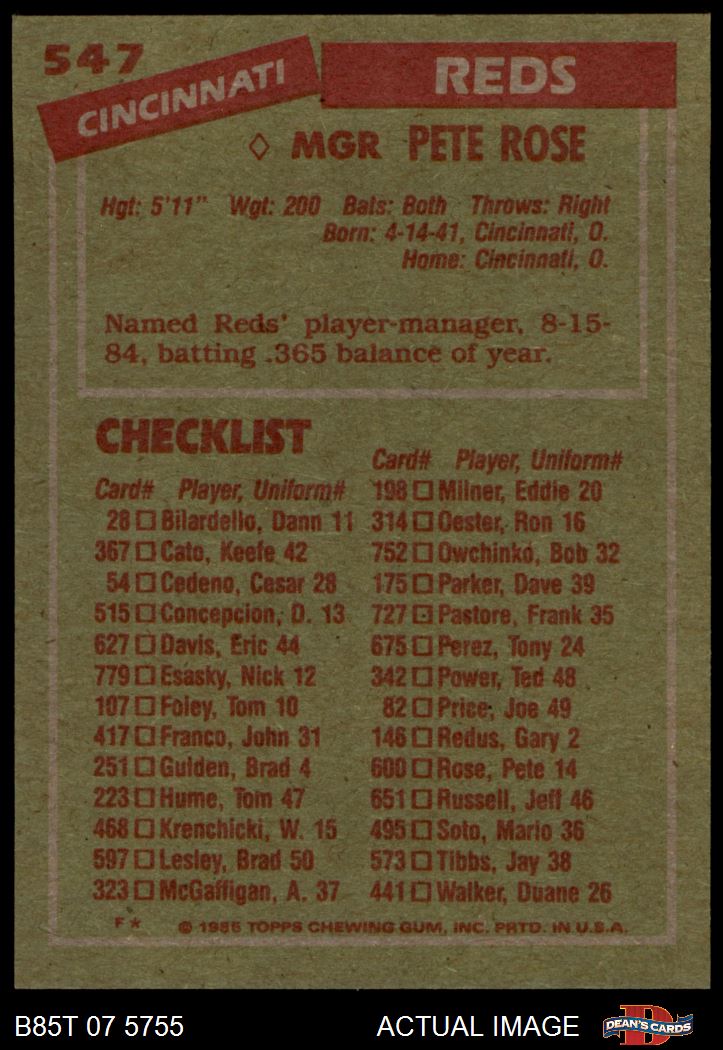 547
CINCINNATI
REDS
MGR PETE ROSE
Hgt: 5'11" Wgt: 200 Bats: Both Throws: Right
Born: 4-14-41, Cincinnati, O.
Home: Cincinnati, O.
Named Reds' player-manager, 8-15-
84, batting .365 balance of year.
CHECKLIST
Card# Player, Uniform#
28 □ Bilardello, Dann 11
367 □ Cato, Keefe 42
54 □ Cedeno, Cesar 28
515 □ Concepcion, D. 13
627 □ Davis, Eric 44
779 □ Esasky, Nick 12
107 □ Foley, Tom 10
417 □ Franco, John 31
251 □ Gulden, Brad 4
223 □ Hume, Tom 47
468 □ Krenchicki, W. 15
597 □ Lesley, Brad 50
323 □ McGaffigan, A. 37
Card# Player, Uniform#
198 □ Milner, Eddie 20
314 □ Oester, Ron 16
752 □ Owchinko, Bob 32
175 □ Parker, Dave 39
727 □ Pastore, Frank 35
675 □ Perez, Tony 24
342 □ Power, Ted 48
82 □ Price, Joe 49
146 □ Redus, Gary 2
600 □ Rose, Pete 14
651 □ Russell, Jeff 46
495 □ Soto, Mario 36
573 □ Tibbs, Jay 38
441 □ Walker, Duane 26
F★ © 1985 TOPPS CHEWING GUM, INC. PRTD. IN U.S.A.
B85T 07 5755
ACTUAL IMAGE
D
DEAN'S CARDS